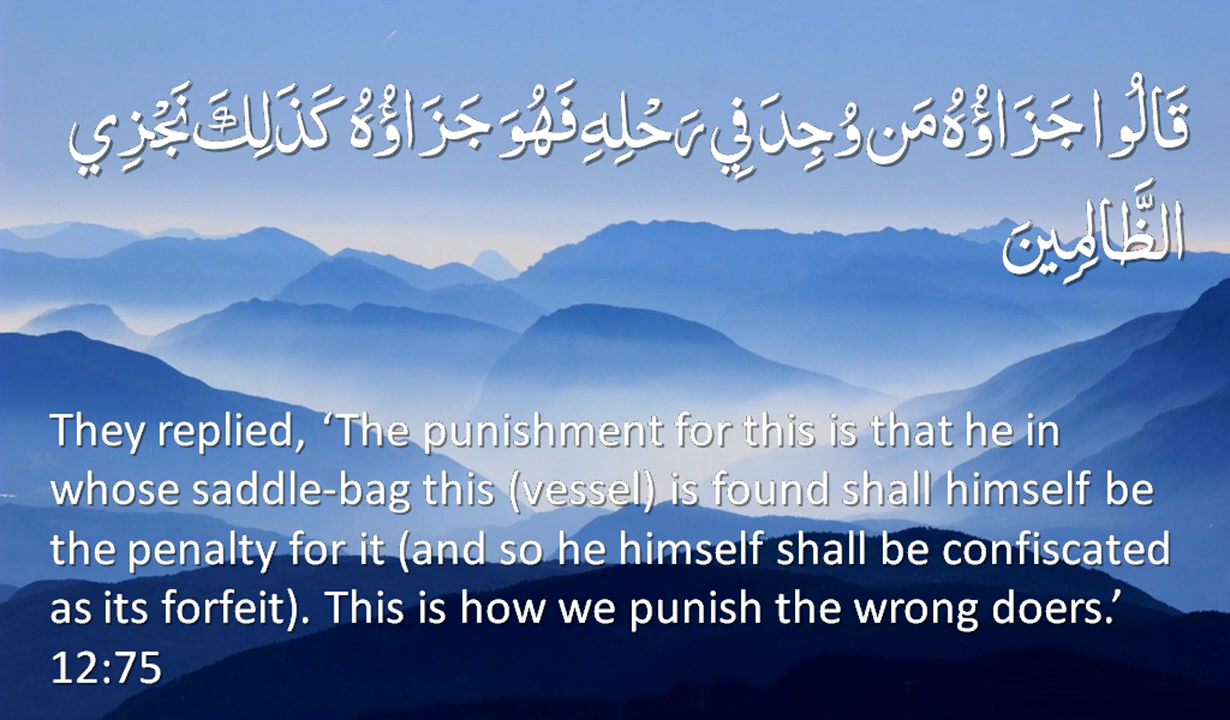 قَالُوا جَزَاؤُهُ مَن وُجِدَ فِي رَحْلِهِ فَهُوَ جَزَاؤُهُ كَذَلِكَ نَجْزِي
الظَّالِمِينَ
They replied, ‘The punishment for this is that he in
whose saddle-bag this (vessel) is found shall himself be
the penalty for it (and so he himself shall be confiscated
as its forfeit). This is how we punish the wrong doers.’
12:75